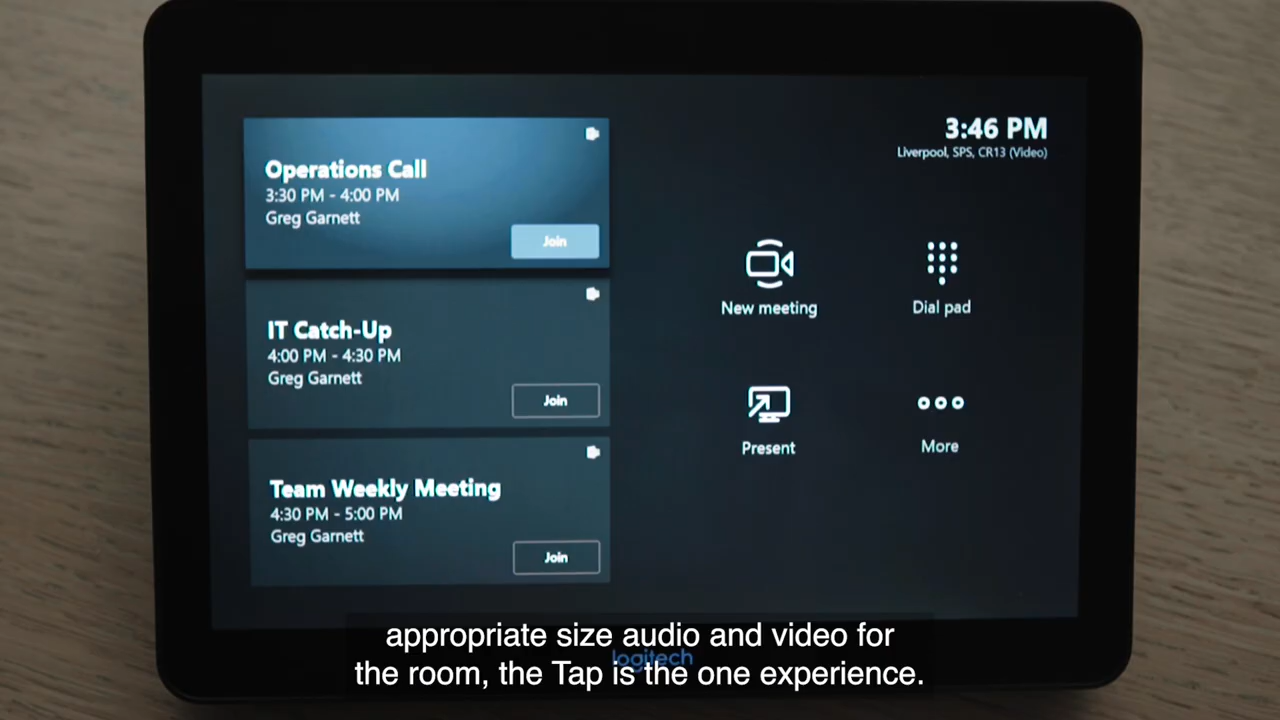 Operations Call
3:30 PM - 4:00 PM
Greg Garnett
Join
IT Catch-Up
4:00 PM - 4:30 PM
Greg Garnett
Join
Team Weekly Meeting
4:30 PM - 5:00 PM
Greg Garnett
Join
3:46 PM
Liverpool, SPS, CR13 (Video)
New meeting
Dial pad
Present
More
logitech
appropriate size audio and video for
the room, the Tap is the one experience.